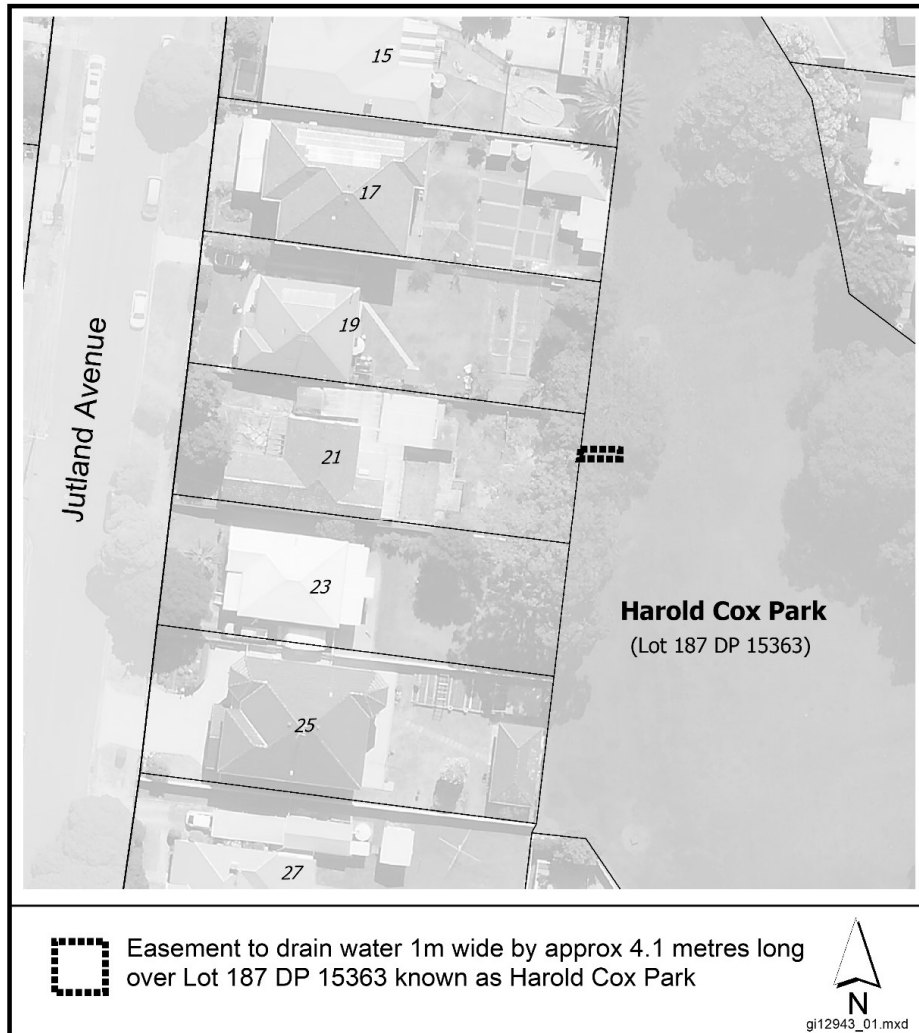 15
17
19
Jutland Avenue
21
23
Harold Cox Park
(Lot 187 DP 15363)
25
27
Easement to drain water 1m wide by approx 4.1 metres long
over Lot 187 DP 15363 known as Harold Cox Park
N
gi12943_01.mxd